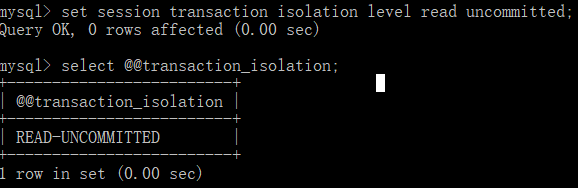 mysql> set session transaction isolation level read uncommitted;
Query OK, 0 rows affected (0.00 sec)
mysql> select @@transaction_isolation;
+-------------------------+
| @@transaction_isolation |
+-------------------------+
| READ-UNCOMMITTED        |
+-------------------------+
1 row in set (0.00 sec)